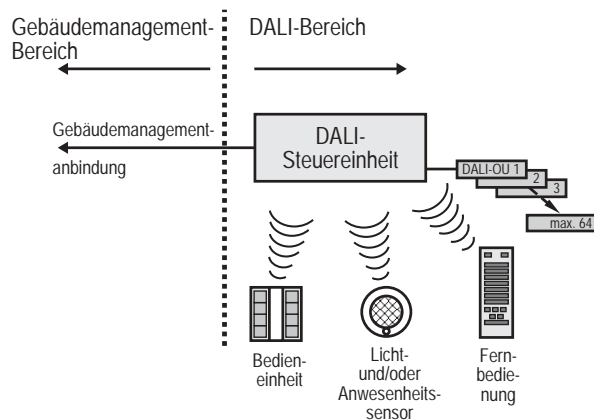 Gebäudemanagement-
Bereich
DALI-Bereich
Gebäudemanagement-
anbindung
DALI-
Steuereinheit
DALI-OU 1
2
3
max. 64
Bedien-
einheit
Licht-
und/oder
Anwesenheits-
sensor
Fern-
bedie-
nung